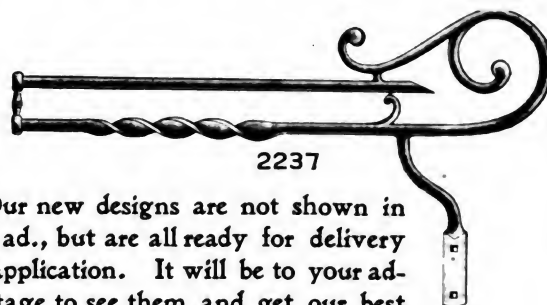 2237
our new designs are not shown in
ad., but are all ready for delivery
application. It will be to your ad-
tage to see them and get our best